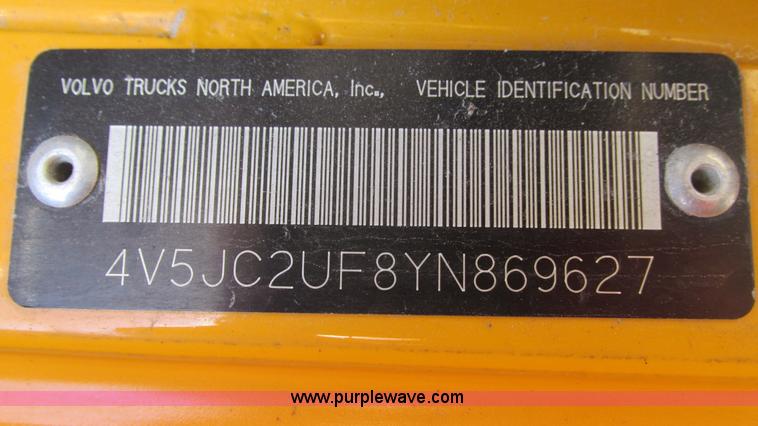 VOLVO TRUCKS NORTH AMERICA, Inc., VEHICLE IDENTIFICATION NUMBER
4V5JC2UF8YN869627
www.purplewave.com